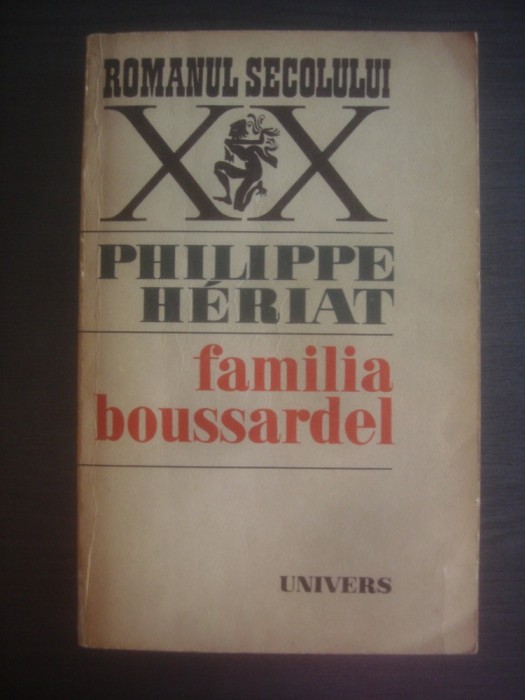 ROMANUL SECOLULUI
XX
PHILIPPE
HÉRIAT
familia
boussardel
UNIVERS